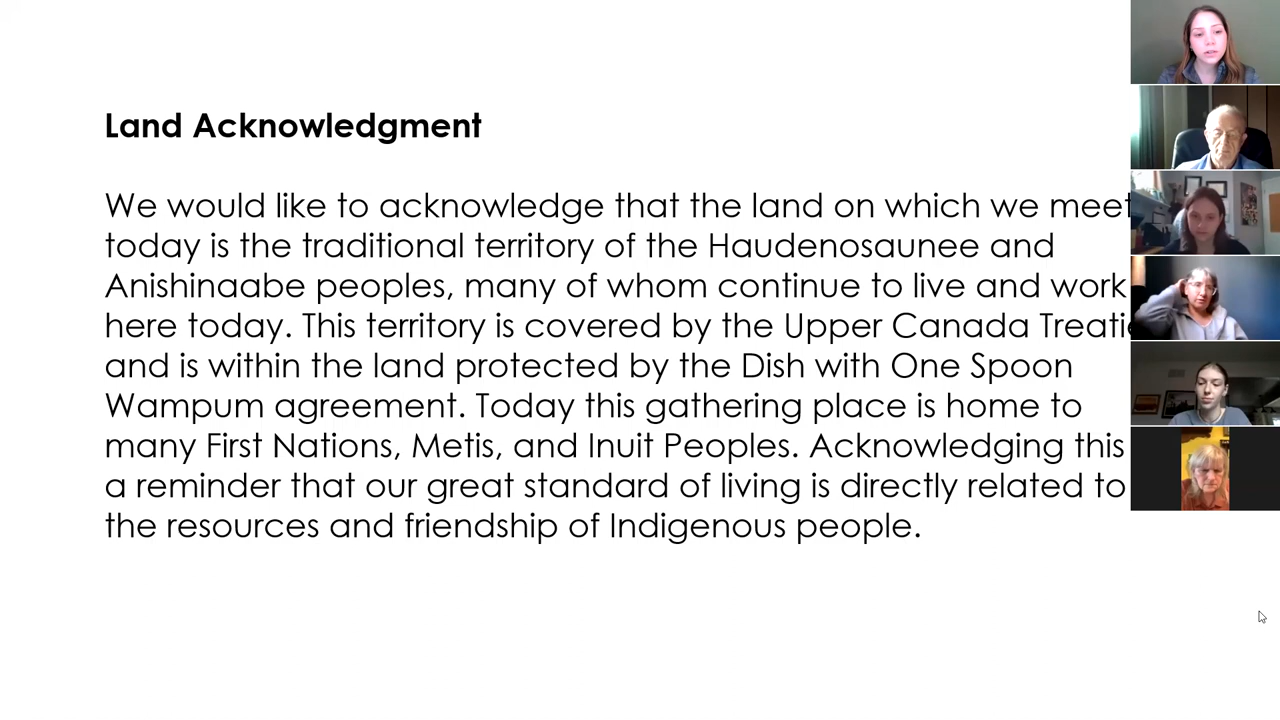 Land Acknowledgment
We would like to acknowledge that the land on which we meet
today is the traditional territory of the Haudenosaunee and
Anishinaabe peoples, many of whom continue to live and work
here today. This territory is covered by the Upper Canada
and is within the land protected by the Dish with One Spoon
Wampum agreement. Today this gathering place is home to
many First Nations, Metis, and Inuit Peoples. Acknowledging this
a reminder that our great standard of living is directly related to
the resources and friendship of Indigenous people.